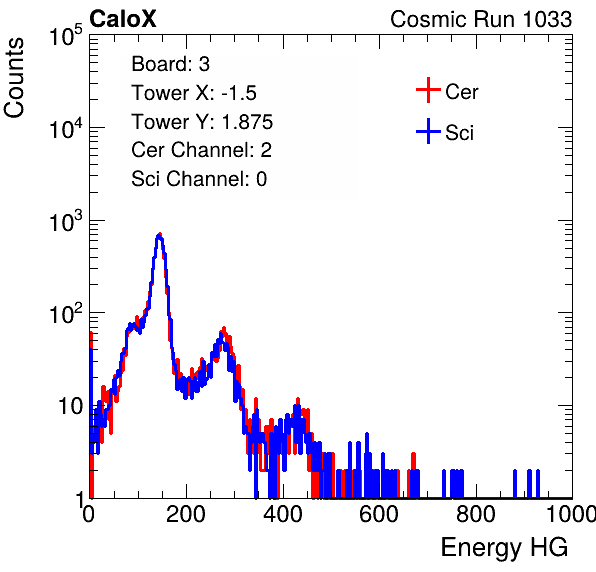 CaloX Cosmic Run 1033
Counts
10^5
10^4
10^3
10^2
10
1
Board: 3
Tower X: -1.5
Tower Y: 1.875
Cer Channel: 2
Sci Channel: 0
Cer
Sci
0 200 400 600 800 1000
Energy HG